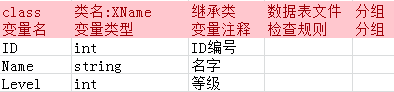 class 类名:XName 继承类 数据表文件 分组
变量名 变量类型 变量注释 检查规则 分组
ID int ID编号
Name string 名字
Level int 等级